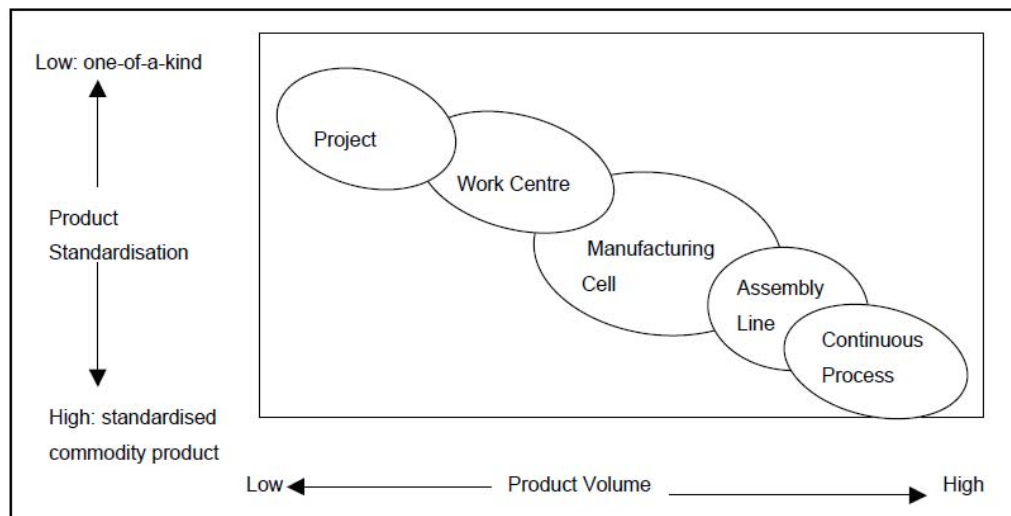 Low: one-of-a-kind
Project
Work Centre
Product
Standardisation
Manufacturing
Cell
Assembly
Line
Continuous
Process
High: standardised
commodity product
Low
Product Volume
High